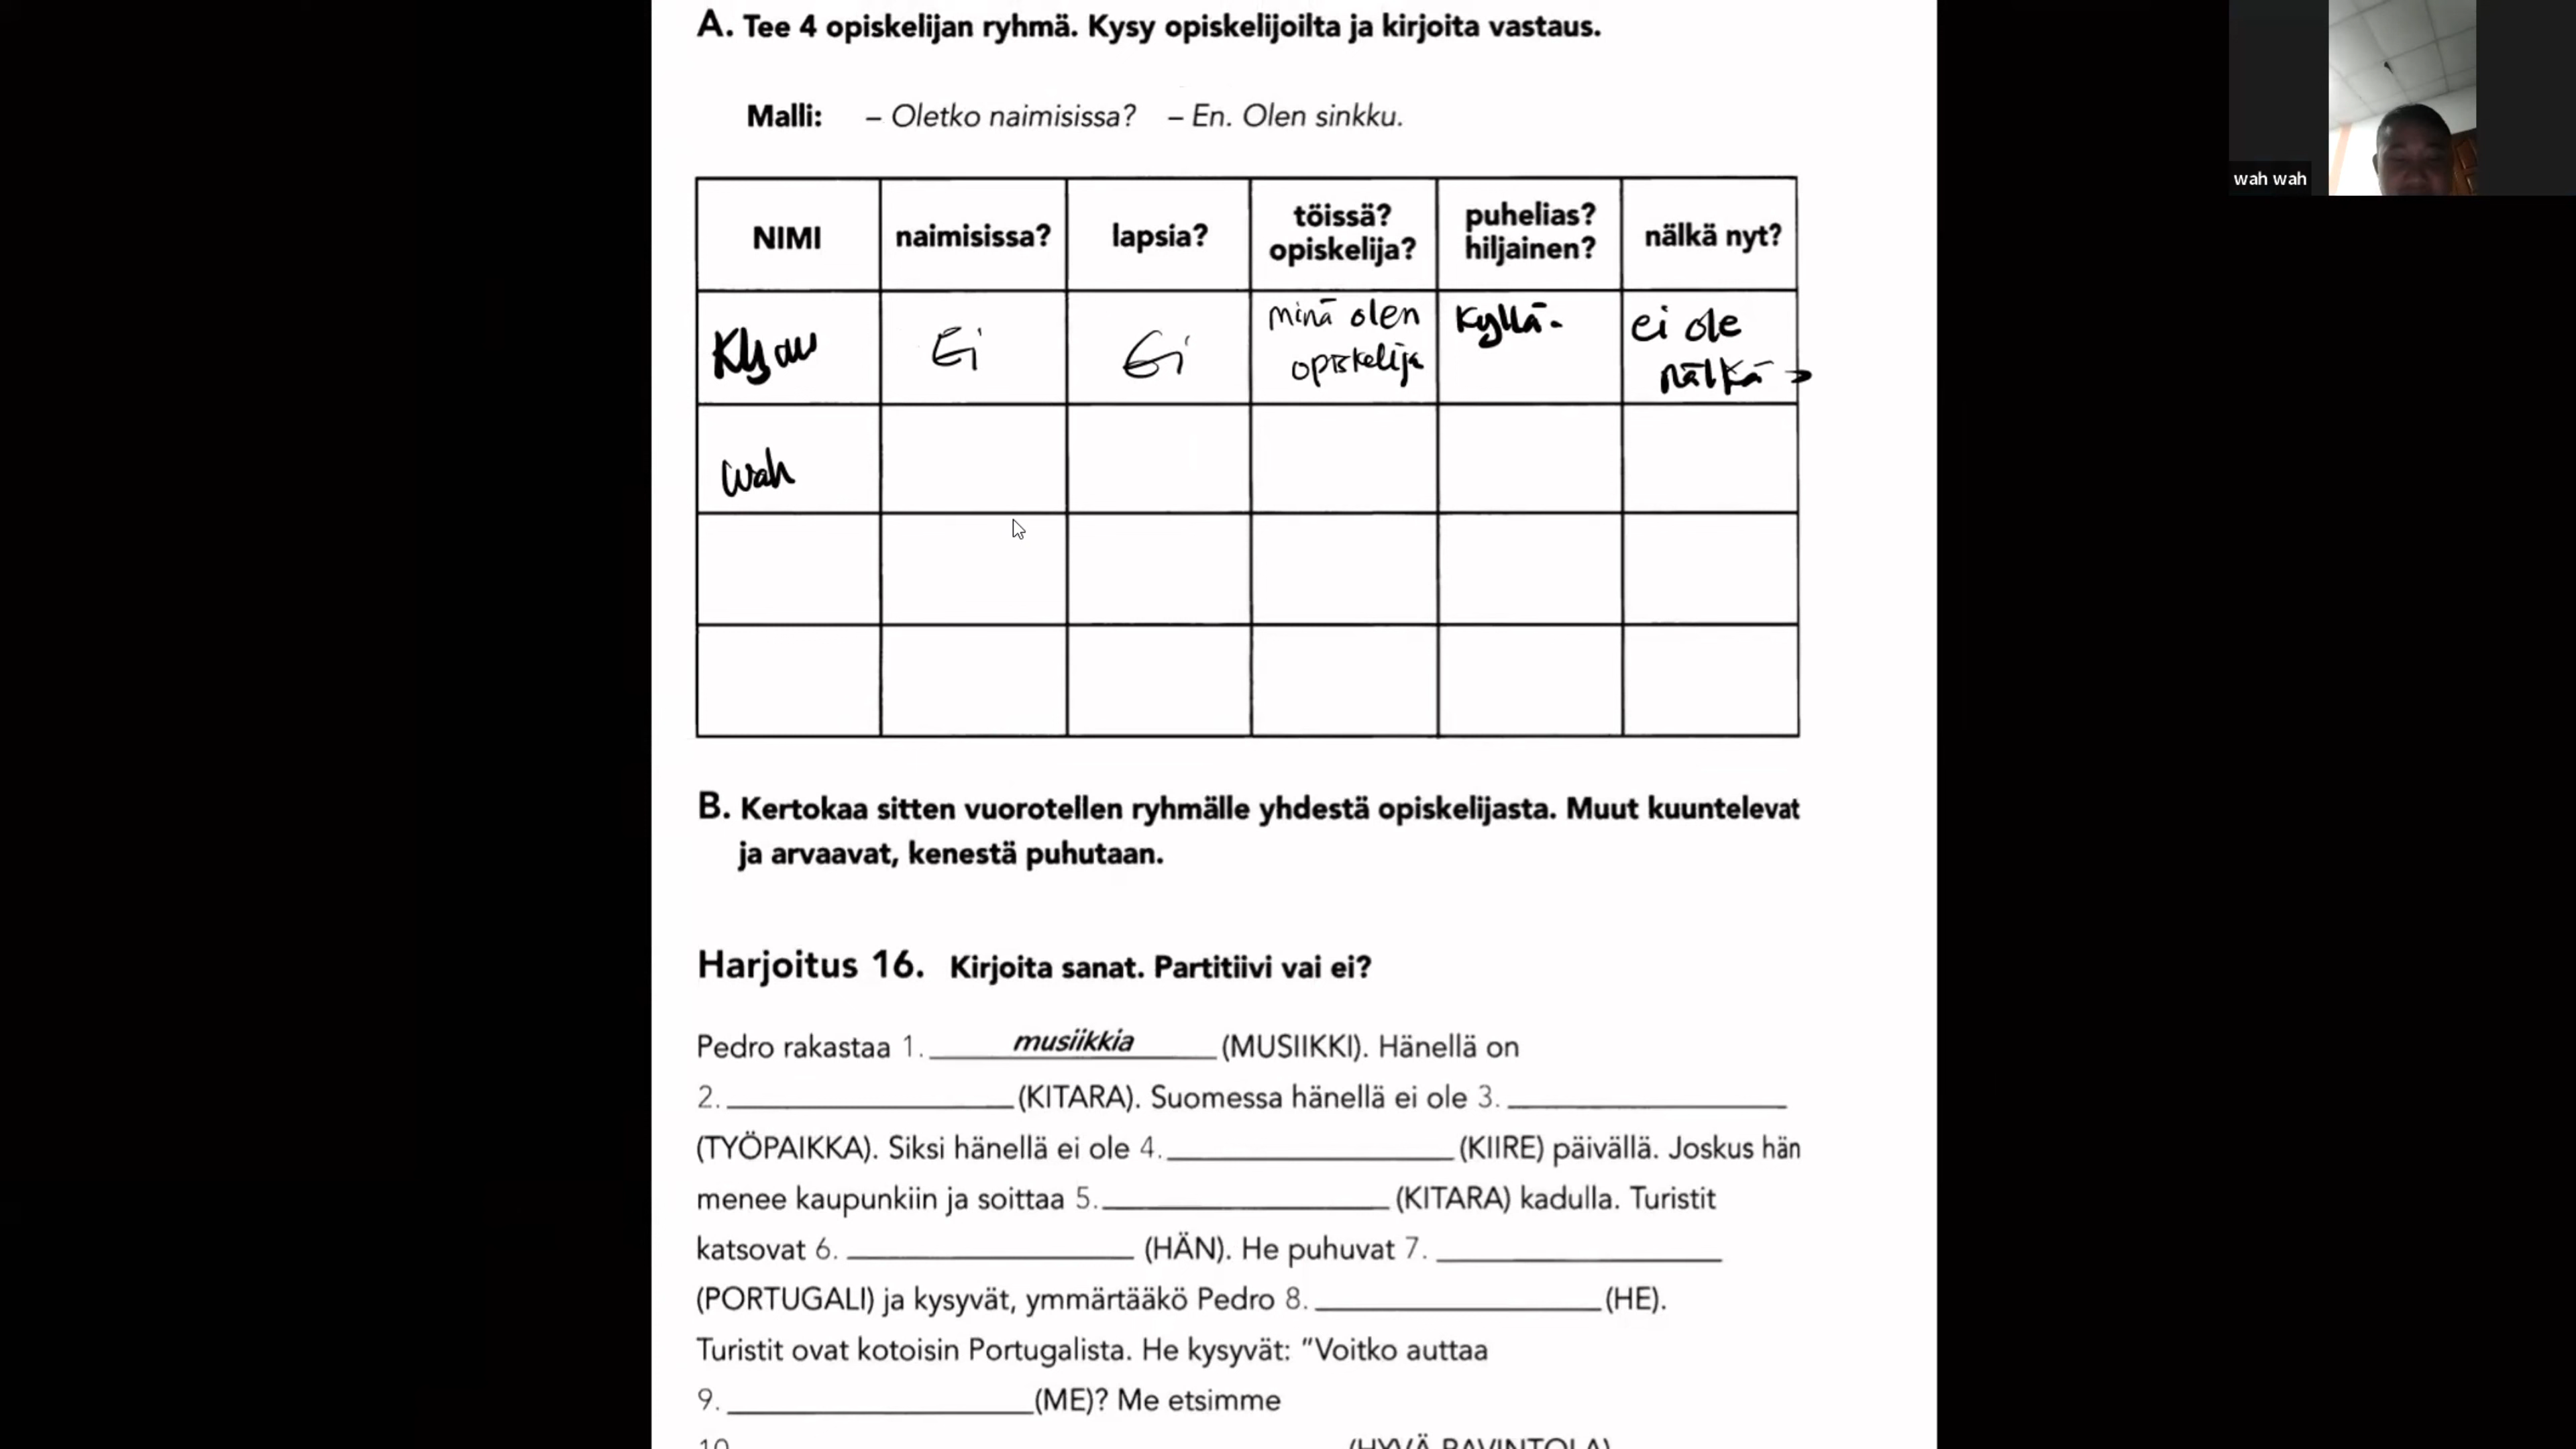 A. Tee 4 opiskelijan ryhmä. Kysy opiskelijoilta ja kirjoita vastaus.
Malli: – Oletko naimisissa? – En. Olen sinkku.
wah wah
NIMI naimisissa? lapsia? töissä? opiskelija? puhelias? hiljainen? nälkä nyt?
Ei Ei minä olen opiskelija Kyllä- ei ole nälkä
wah
B. Kertokaa sitten vuorotellen ryhmälle yhdestä opiskelijasta. Muut kuuntelevat
ja arvaavat, kenestä puhutaan.
Harjoitus 16. Kirjoita sanat. Partitiivi vai ei?
Pedro rakastaa 1. musiikkia (MUSIIKKI). Hänellä on
2. (KITARA). Suomessa hänellä ei ole 3.
(TYÖPAIKKA). Siksi hänellä ei ole 4. (KIIRE) päivällä. Joskus hän
menee kaupunkiin ja soittaa 5. (KITARA) kadulla. Turistit
katsovat 6. (HÄN). He puhuvat 7.
(PORTUGALI) ja kysyvät, ymmärtääkö Pedro 8. (HE).
Turistit ovat kotoisin Portugalista. He kysyvät: "Voitko auttaa
9. (ME)? Me etsimme
10. (HYVÄ RAVINTOLA)